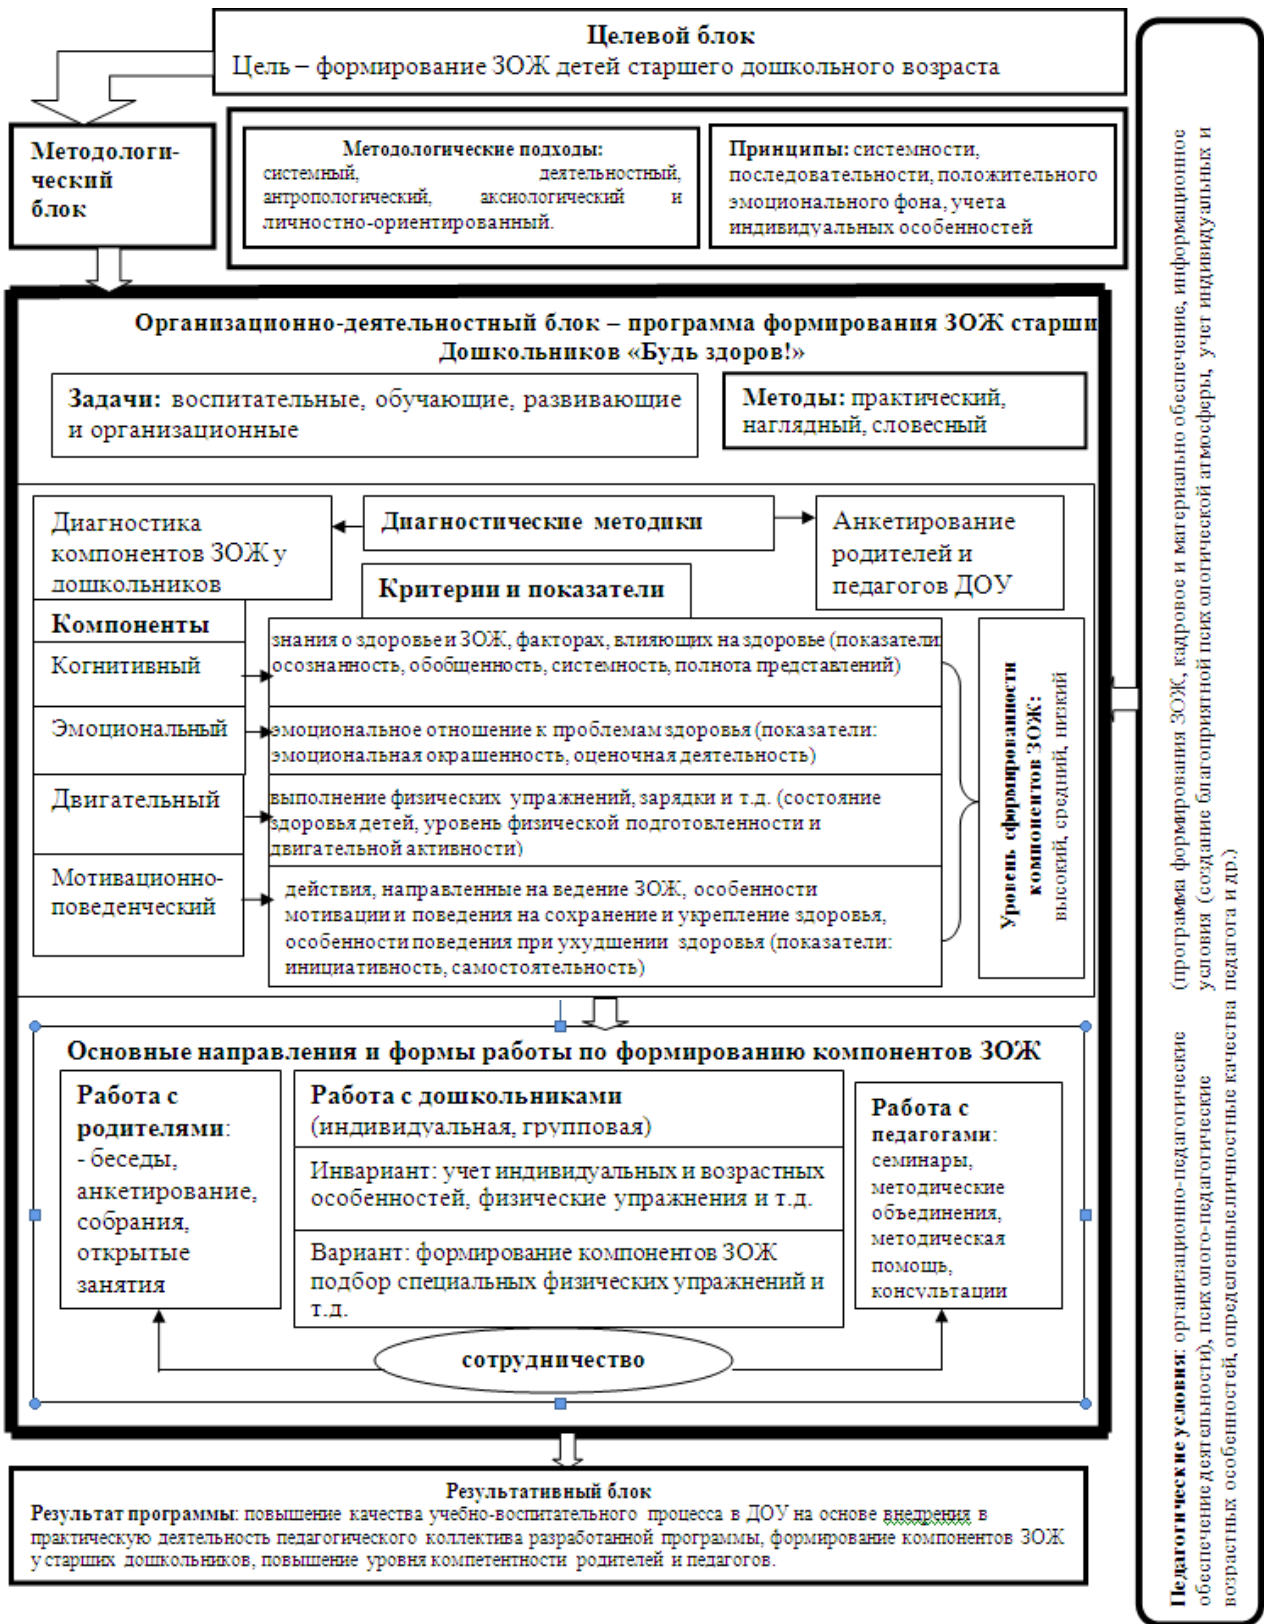 Целевой блок
Цель – формирование ЗОЖ детей старшего дошкольного возраста
Методологи-
ческий
блок
Методологические подходы:
системный, деятельностный,
антропологический, аксиологический и
личностно-ориентированный.
Принципы: системности,
последовательности, положительного
эмоционального фона, учета
индивидуальных особенностей
Организационно-деятельностный блок – программа формирования ЗОЖ старши
Дошкольников «Будь здоров!»
Задачи: воспитательные, обучающие, развивающие
и организационные
Методы: практический,
наглядный, словесный
Диагностика
компонентов ЗОЖ у
дошкольников
Диагностические методики
Анкетирование
родителей и
педагогов ДОУ
Критерии и показатели
Компоненты
Когнитивный
знания о здоровье и ЗОЖ, факторах, влияющих на здоровье (показатели:
осознанность, обобщенность, системность, полнота представлений)
Эмоциональный
эмоциональное отношение к проблемам здоровья (показатели:
эмоциональная окрашенность, оценочная деятельность)
Двигательный
выполнение физических упражнений, зарядки и т.д. (состояние
здоровья детей, уровень физической подготовленности и
двигательной активности)
Мотивационно-
поведенческий
действия, направленные на ведение ЗОЖ, особенности
мотивации и поведения на сохранение и укрепление здоровья,
особенности поведения при ухудшении здоровья (показатели:
инициативность, самостоятельность)
Уровень сформированности
компонентов ЗОЖ:
высокий, средний, низкий
Основные направления и формы работы по формированию компонентов ЗОЖ
Работа с
родителями:
- беседы,
анкетирование,
собрания,
открытые
занятия
Работа с дошкольниками
(индивидуальная, групповая)
Инвариант: учет индивидуальных и возрастных
особенностей, физические упражнения и т.д.
Вариант: формирование компонентов ЗОЖ
подбор специальных физических упражнений и
т.д.
Работа с
педагогами:
семинары,
методические
объединения,
методическая
помощь,
консультации
сотрудничество
Результативный блок
Результат программы: повышение качества учебно-воспитательного процесса в ДОУ на основе внедрения в
практическую деятельность педагогического коллектива разработанной программы, формирование компонентов ЗОЖ
у старших дошкольников, повышение уровня компетентности родителей и педагогов.
Педагогические условия: организационно-педагогические (программа формирования ЗОЖ, кадровое и материально обеспечение, информационное
обеспечение деятельности), психолого-педагогические условия (создание благоприятной психологической атмосферы, учет индивидуальных и
возрастных особенностей, определенные личностные качества педагога и др.)